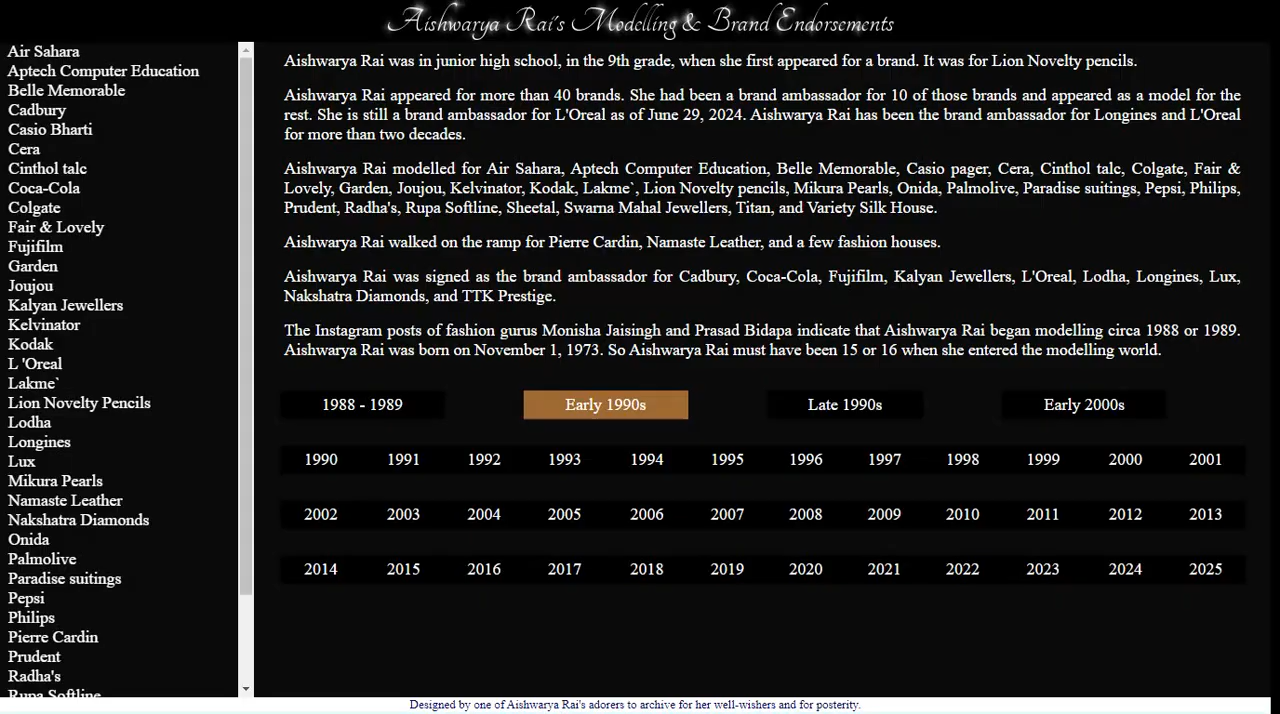 Aishwarya Rai's Modelling & Brand Endorsements
Air Sahara
Aptech Computer Education
Belle Memorable
Cadbury
Casio Bharti
Cera
Cinthol talc
Coca-Cola
Colgate
Fair & Lovely
Fujifilm
Garden
Joujou
Kalyan Jewellers
Kelvinator
Kodak
L 'Oreal
Lakme`
Lion Novelty Pencils
Lodha
Longines
Lux
Mikura Pearls
Namaste Leather
Nakshatra Diamonds
Onida
Palmolive
Paradise suitings
Pepsi
Philips
Pierre Cardin
Prudent
Radha's
Rupa Softline
Aishwarya Rai was in junior high school, in the 9th grade, when she first appeared for a brand. It was for Lion Novelty pencils.
Aishwarya Rai appeared for more than 40 brands. She had been a brand ambassador for 10 of those brands and appeared as a model for the
rest. She is still a brand ambassador for L'Oreal as of June 29, 2024. Aishwarya Rai has been the brand ambassador for Longines and L'Oreal
for more than two decades.
Aishwarya Rai modelled for Air Sahara, Aptech Computer Education, Belle Memorable, Casio pager, Cera, Cinthol talc, Colgate, Fair &
Lovely, Garden, Joujou, Kelvinator, Kodak, Lakme`, Lion Novelty pencils, Mikura Pearls, Onida, Palmolive, Paradise suitings, Pepsi, Philips,
Prudent, Radha's, Rupa Softline, Sheetal, Swarna Mahal Jewellers, Titan, and Variety Silk House.
Aishwarya Rai walked on the ramp for Pierre Cardin, Namaste Leather, and a few fashion houses.
Aishwarya Rai was signed as the brand ambassador for Cadbury, Coca-Cola, Fujifilm, Kalyan Jewellers, L'Oreal, Lodha, Longines, Lux,
Nakshatra Diamonds, and TTK Prestige.
The Instagram posts of fashion gurus Monisha Jaisingh and Prasad Bidapa indicate that Aishwarya Rai began modelling circa 1988 or 1989.
Aishwarya Rai was born on November 1, 1973. So Aishwarya Rai must have been 15 or 16 when she entered the modelling world.
1988 - 1989 Early 1990s Late 1990s Early 2000s
1990 1991 1992 1993 1994 1995 1996 1997 1998 1999 2000 2001
2002 2003 2004 2005 2006 2007 2008 2009 2010 2011 2012 2013
2014 2015 2016 2017 2018 2019 2020 2021 2022 2023 2024 2025
Designed by one of Aishwarya Rai's adorers to archive for her well-wishers and for posterity.